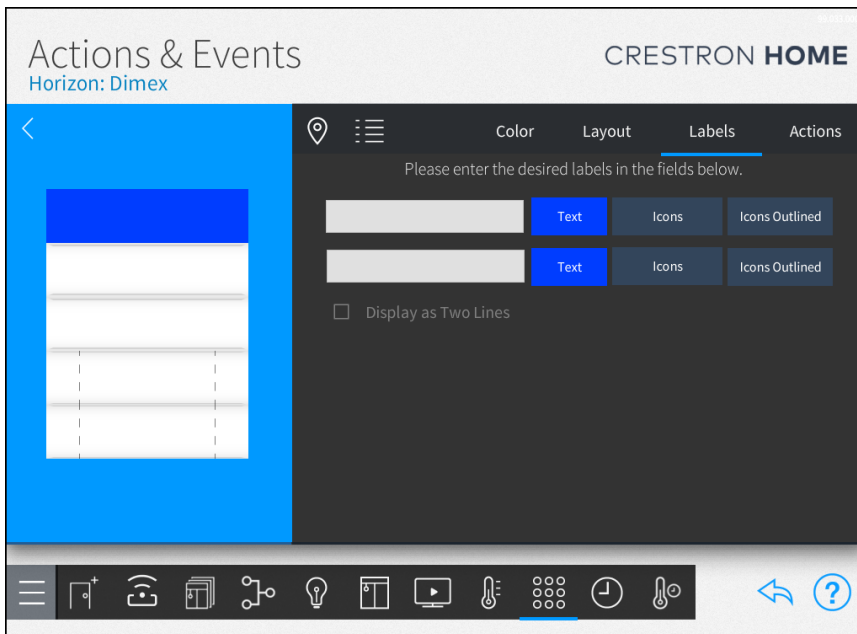 Actions & Events
Horizon: Dimex
CRESTRON HOME
Color Layout Labels Actions
Please enter the desired labels in the fields below.
Text Icons Icons Outlined
Text Icons Icons Outlined
Display as Two Lines
?